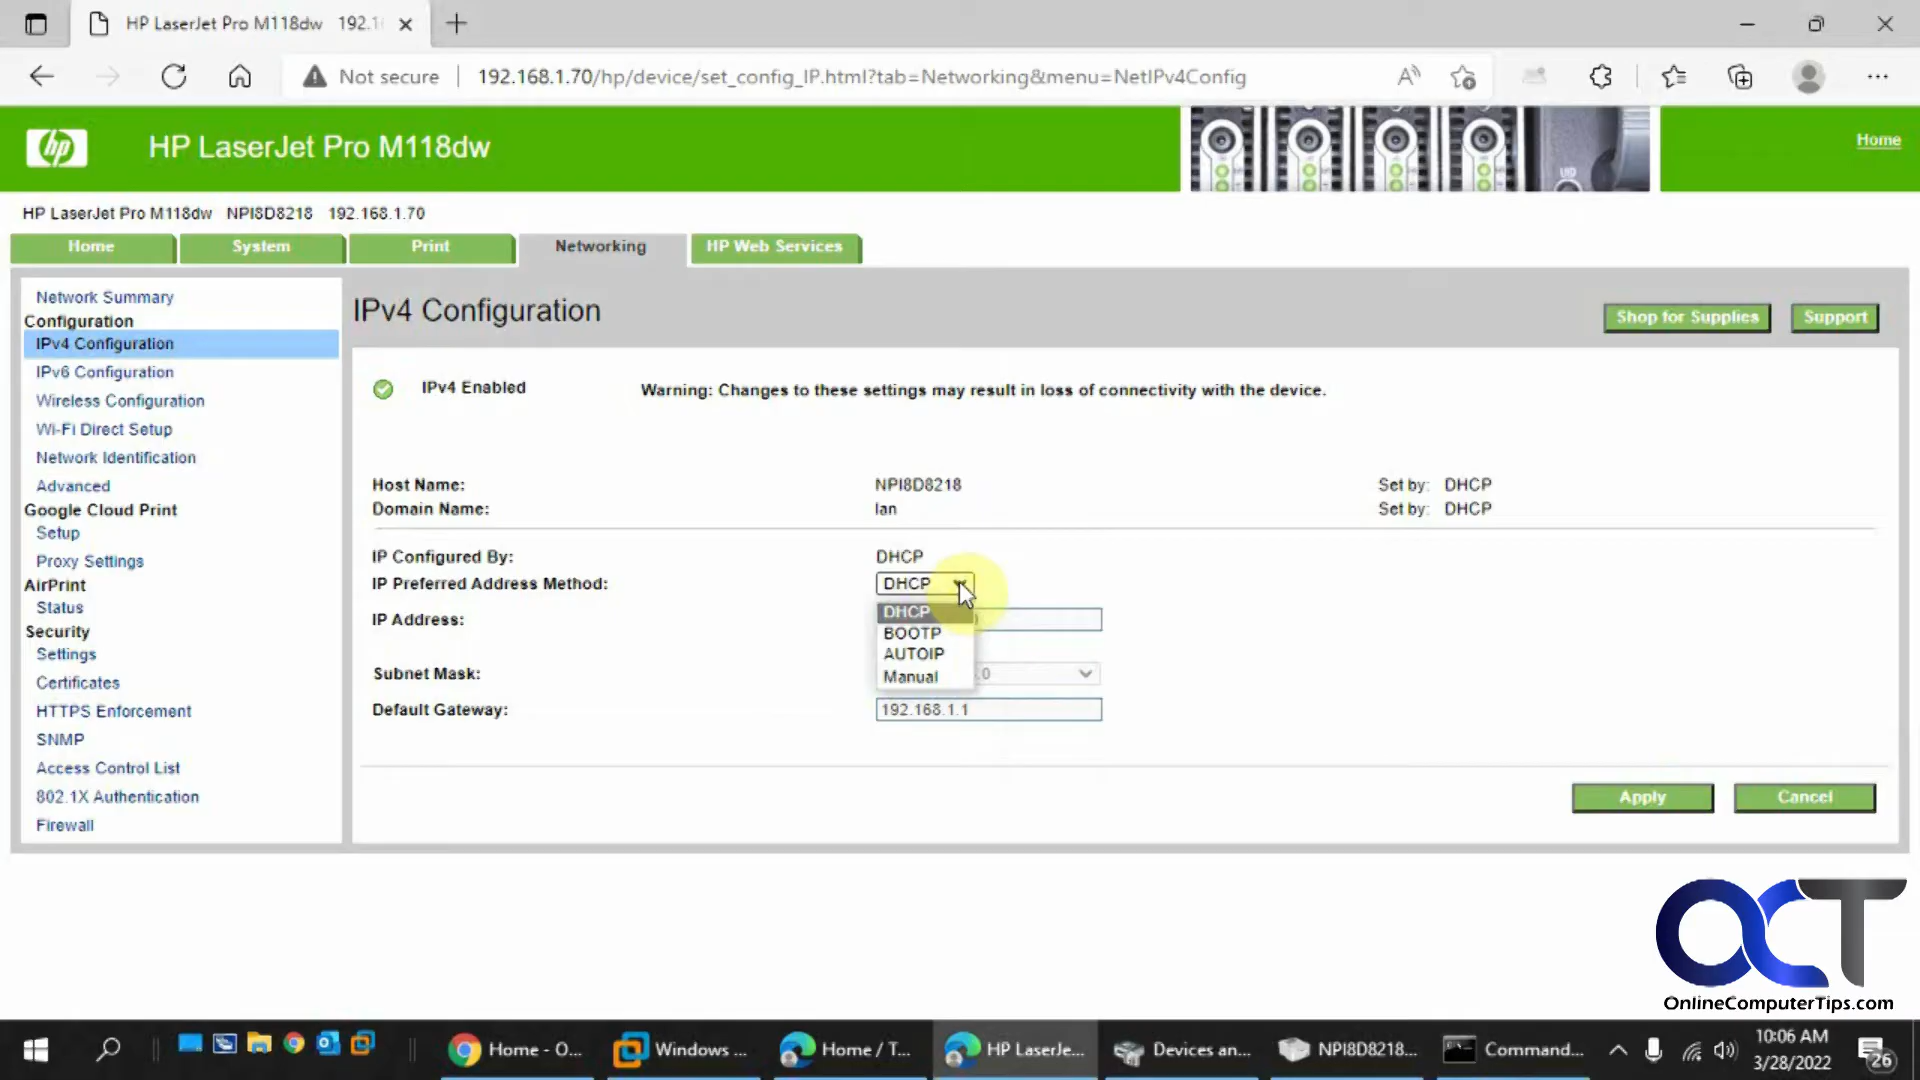 HP LaserJet Pro M118dw 192.1
Not secure 192.168.1.70/hp/device/set_config_IP.html?tab=Networking&menu=NetIPv4Config
hp HP LaserJet Pro M118dw UID Home
HP LaserJet Pro M118dw NPI8D8218 192.168.1.70
Home System Print Networking HP Web Services
Network Summary
Configuration
IPv4 Configuration
IPv6 Configuration
Wireless Configuration
Wi-Fi Direct Setup
Network Identification
Advanced
Google Cloud Print
Setup
Proxy Settings
AirPrint
Status
Security
Settings
Certificates
HTTPS Enforcement
SNMP
Access Control List
802.1X Authentication
Firewall
IPv4 Configuration Shop for Supplies Support
IPv4 Enabled Warning: Changes to these settings may result in loss of connectivity with the device.
Host Name: NPI8D8218 Set by: DHCP
Domain Name: lan Set by: DHCP
IP Configured By: DHCP
IP Preferred Address Method: DHCP
DHCP
BOOTP
AUTOIP
Manual
IP Address:
Subnet Mask: .0
Default Gateway: 192.168.1.1
Apply Cancel
OCT
OnlineComputerTips.com
Home - O... Windows ... Home / T... HP LaserJe... Devices an... NPI8D8218... Command... 10:06 AM
3/28/2022 26